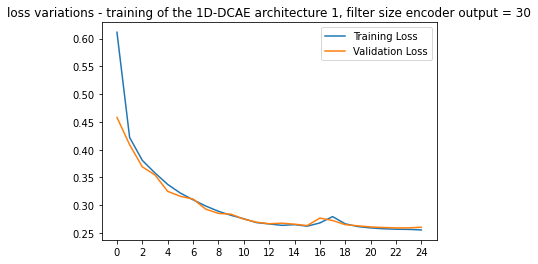 loss variations - training of the 1D-DCAE architecture 1, filter size encoder output = 30
Training Loss
Validation Loss
0.60
0.55
0.50
0.45
0.40
0.35
0.30
0.25
0 2 4 6 8 10 12 14 16 18 20 22 24